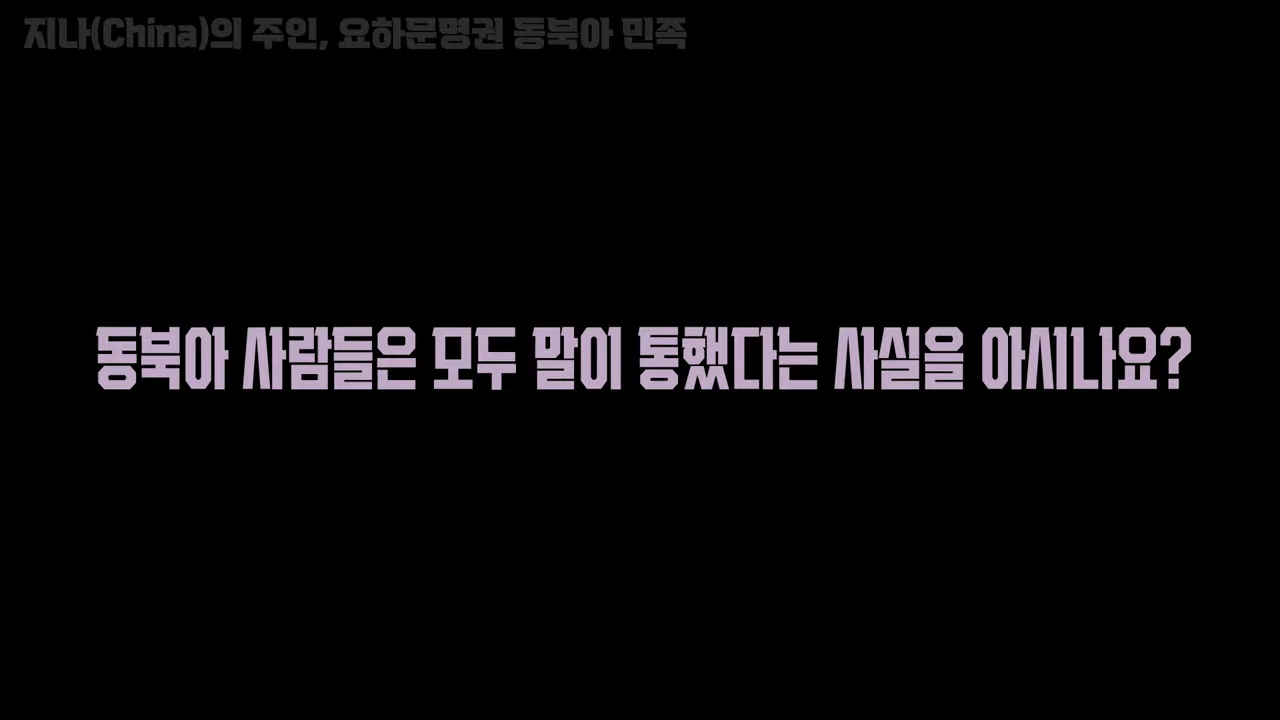 지나(China)의 주인, 요하문명권 동북아 민족
동북아 사람들은 모두 말이 통했다는 사실을 아시나요?